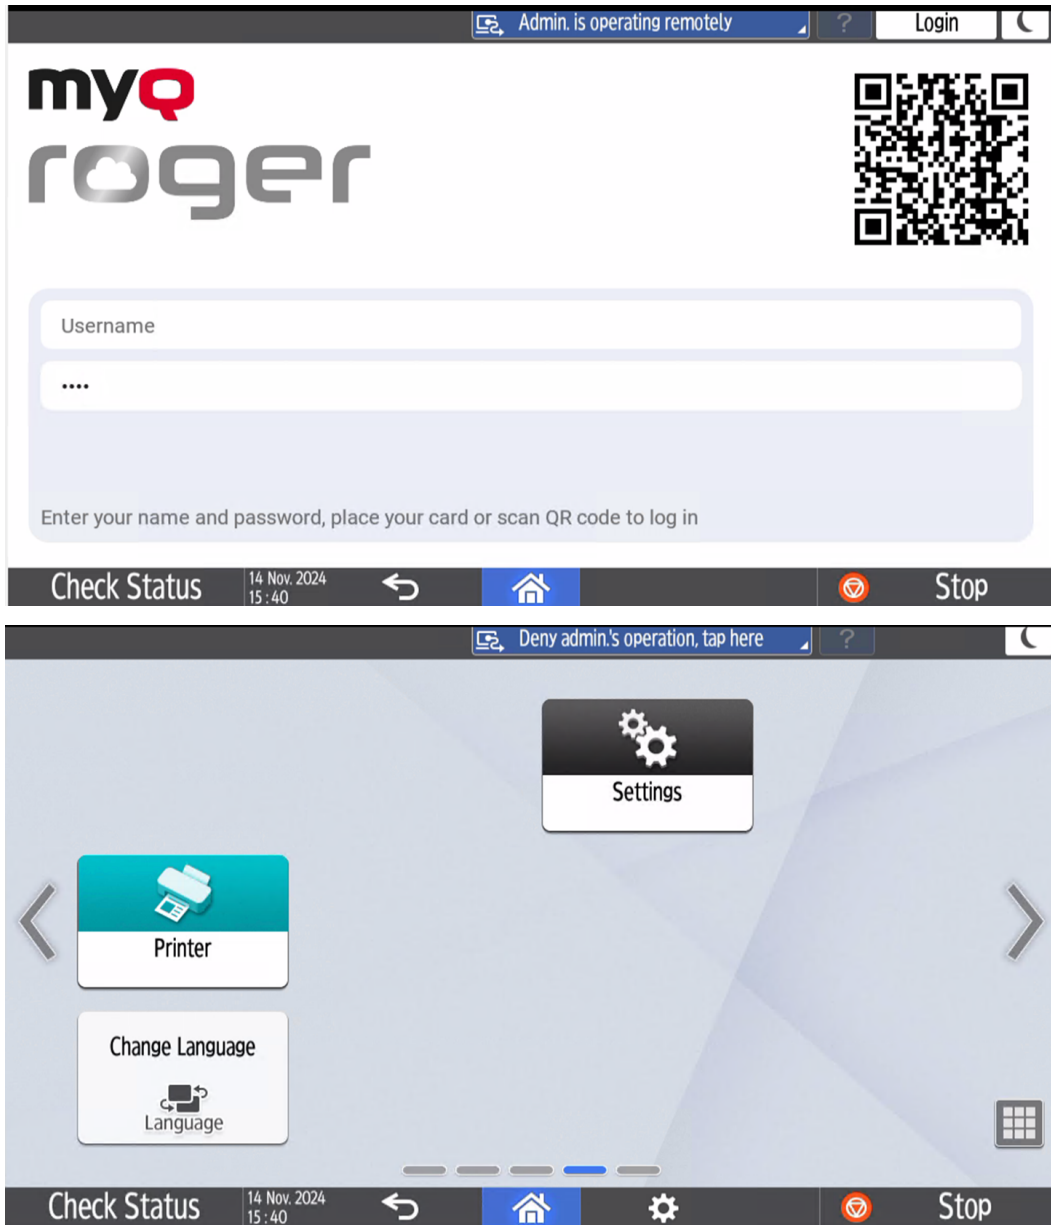 Admin. is operating remotely
?
Login
myQ
roger
Username
••••
Enter your name and password, place your card or scan QR code to log in
Check Status
14 Nov. 2024
15:40
Stop
Deny admin.'s operation, tap here
?
Settings
Printer
Change Language
Language
Check Status
14 Nov. 2024
15:40
Stop